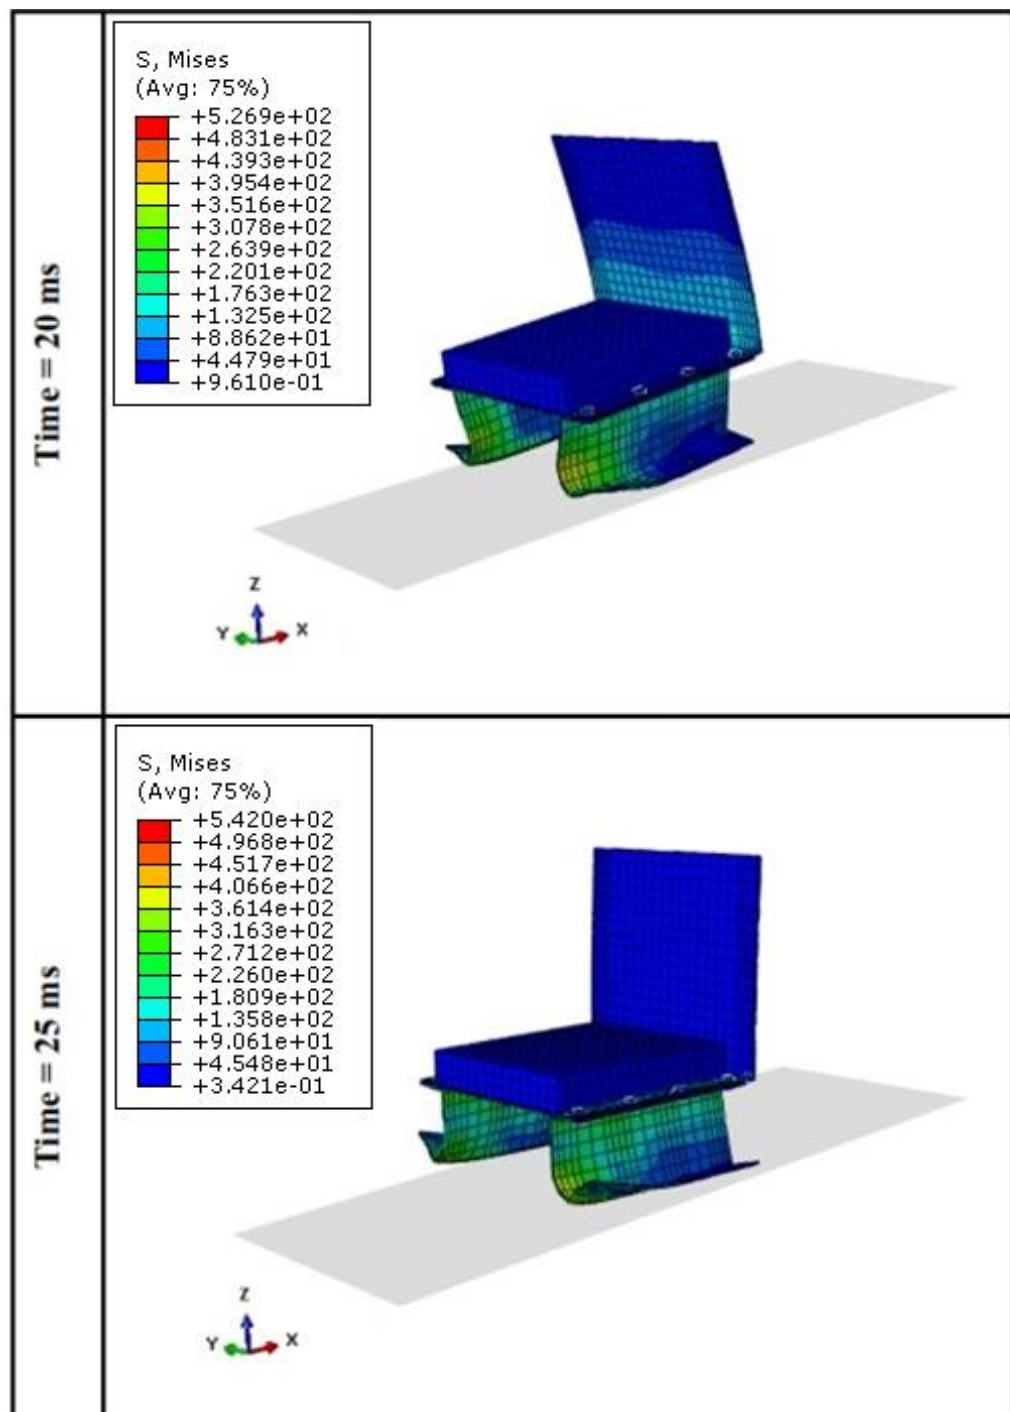 Time = 20 ms
S, Mises
(Avg: 75%)
+5.269e+02
+4.831e+02
+4.393e+02
+3.954e+02
+3.516e+02
+3.078e+02
+2.639e+02
+2.201e+02
+1.763e+02
+1.325e+02
+8.862e+01
+4.479e+01
+9.610e-01
Z
Y
X
Time = 25 ms
S, Mises
(Avg: 75%)
+5.420e+02
+4.968e+02
+4.517e+02
+4.066e+02
+3.614e+02
+3.163e+02
+2.712e+02
+2.260e+02
+1.809e+02
+1.358e+02
+9.061e+01
+4.548e+01
+3.421e-01
Z
Y
X